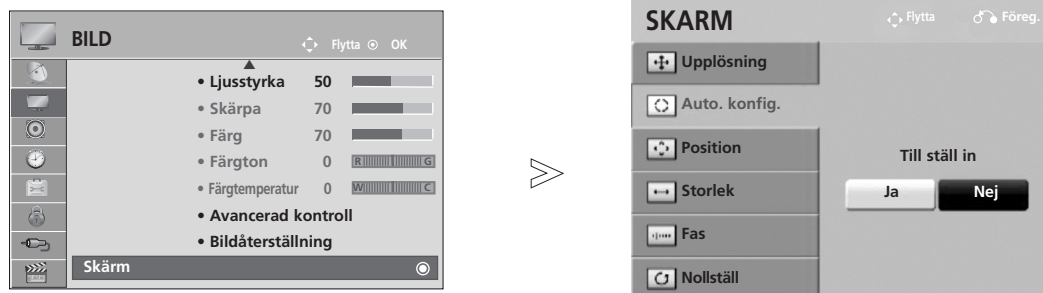 BILD
Flytta OK
• Ljusstyrka 50
• Skärpa 70
• Färg 70
• Färgton 0 R G
• Färgtemperatur 0 W C
• Avancerad kontroll
• Bildåterställning
Skärm
SKARM
Flytta Föreg.
Upplösning
Auto. konfig.
Position
Storlek
Fas
Nollställ
Till ställ in
Ja Nej